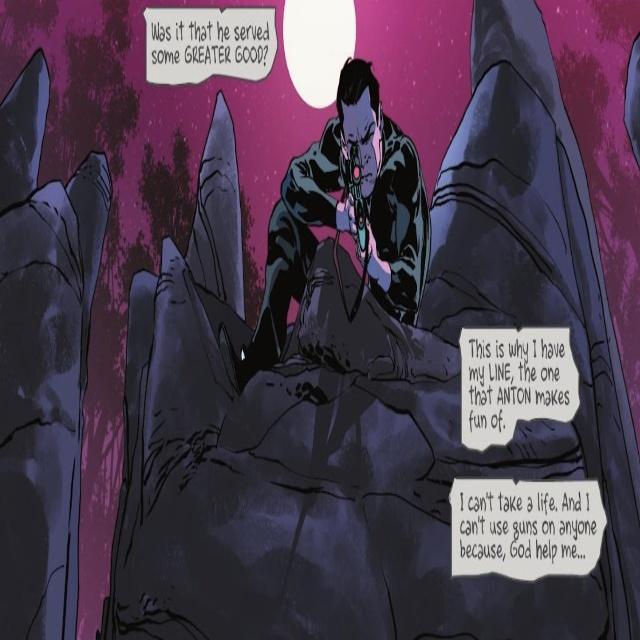 Was it that he served
some GREATER GOOD?
This is why I have
my LINE, the one
that ANTON makes
fun of.
I can't take a life. And I
can't use guns on anyone
because, God help me...